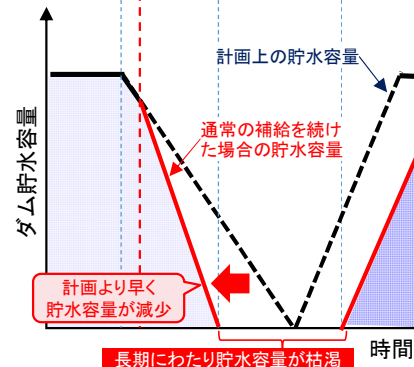 計画上の貯水容量
通常の補給を続け
た場合の貯水容量
ダム貯水容量
計画より早く
貯水容量が減少
時間
長期にわたり貯水容量が枯渇